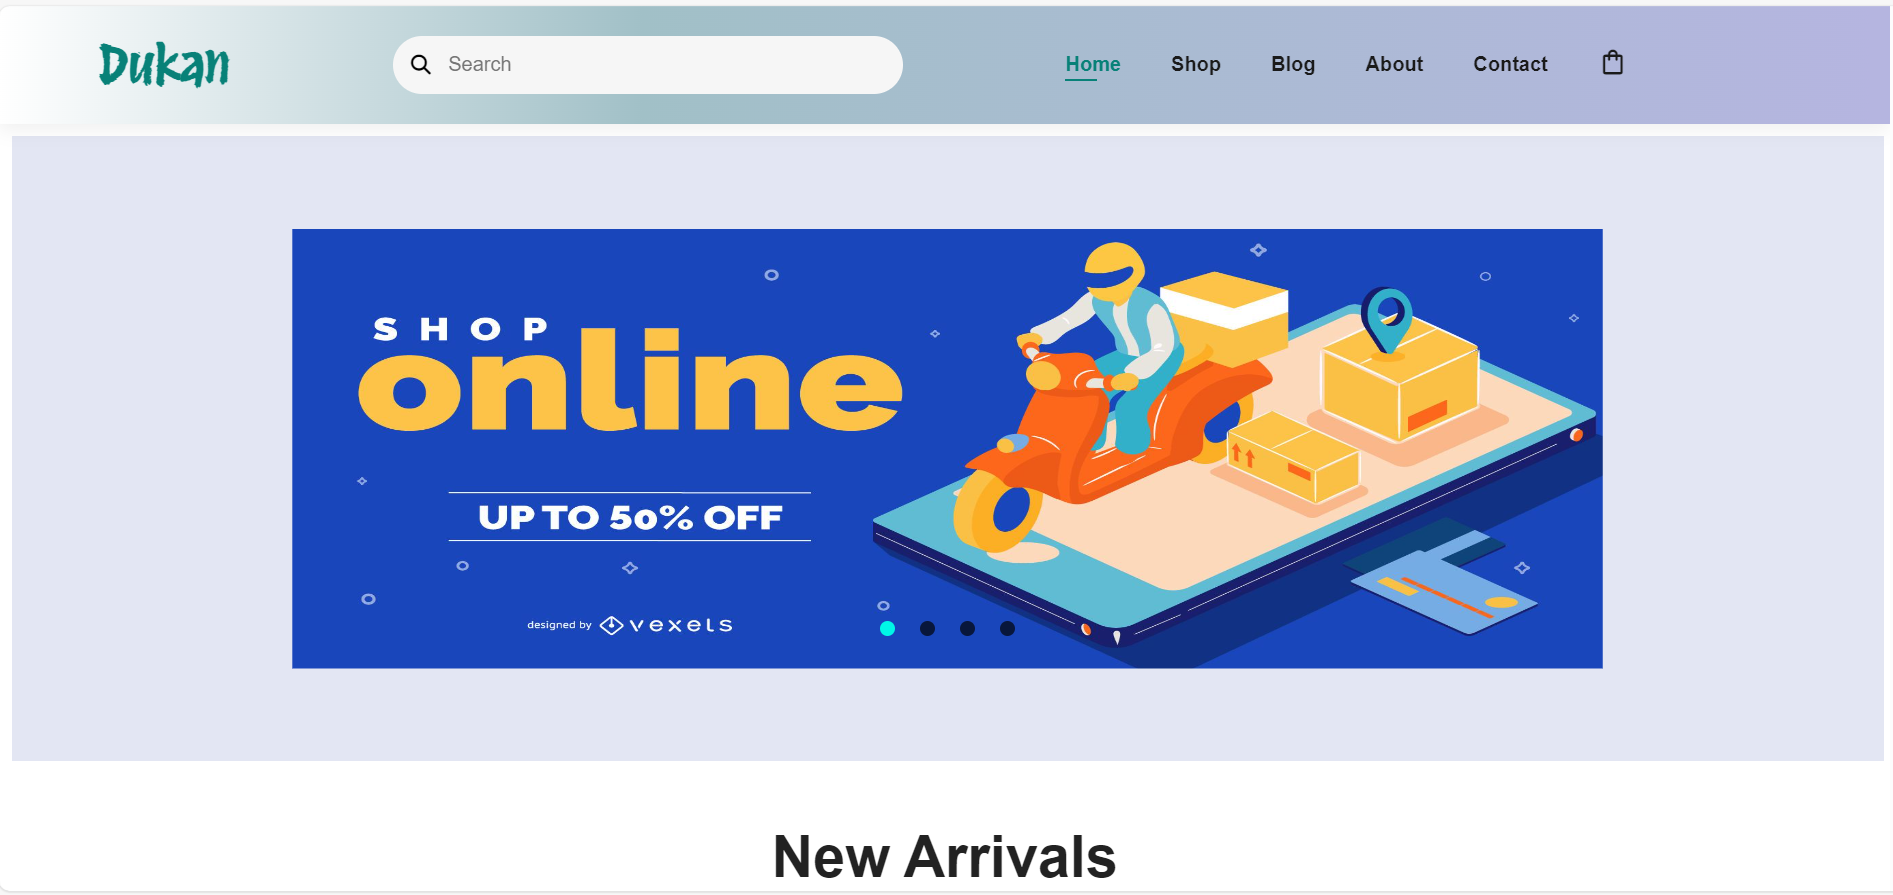 Dukan
Search
Home Shop Blog About Contact
SHOP
online
UP TO 50% OFF
designed by vexels
New Arrivals